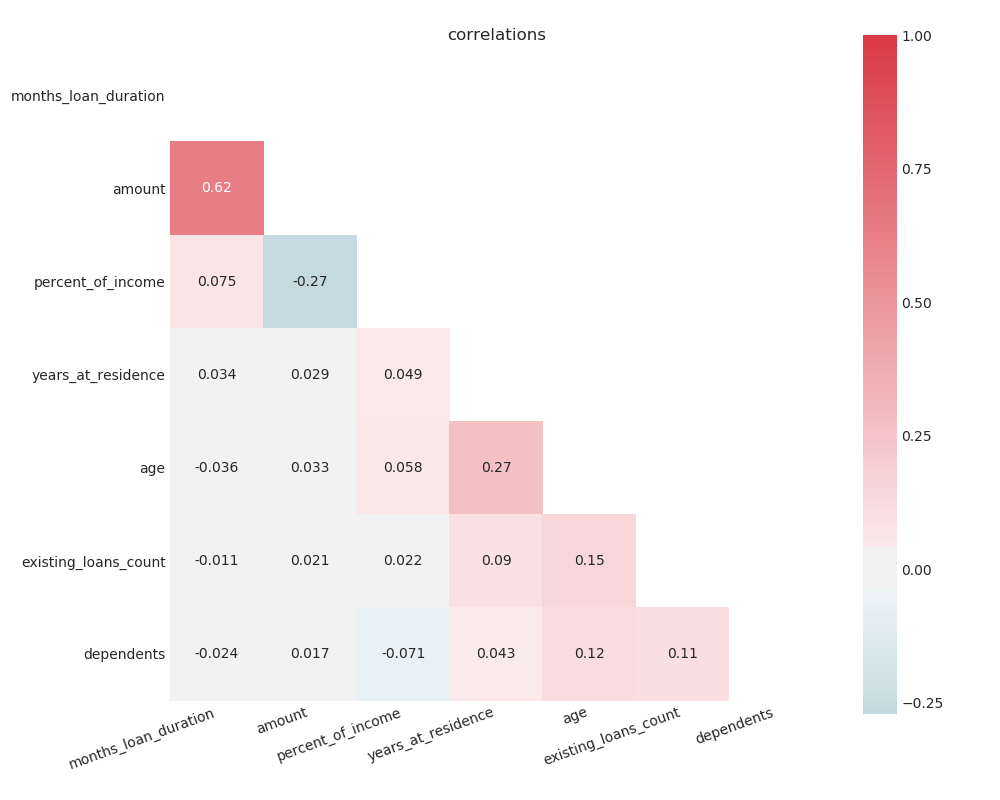 correlations
months_loan_duration
amount 0.62
percent_of_income 0.075 -0.27
years_at_residence 0.034 0.029 0.049
age -0.036 0.033 0.058 0.27
existing_loans_count -0.011 0.021 0.022 0.09 0.15
dependents -0.024 0.017 -0.071 0.043 0.12 0.11
months_loan_duration amount percent_of_income years_at_residence age existing_loans_count dependents
1.00
0.75
0.50
0.25
0.00
−0.25